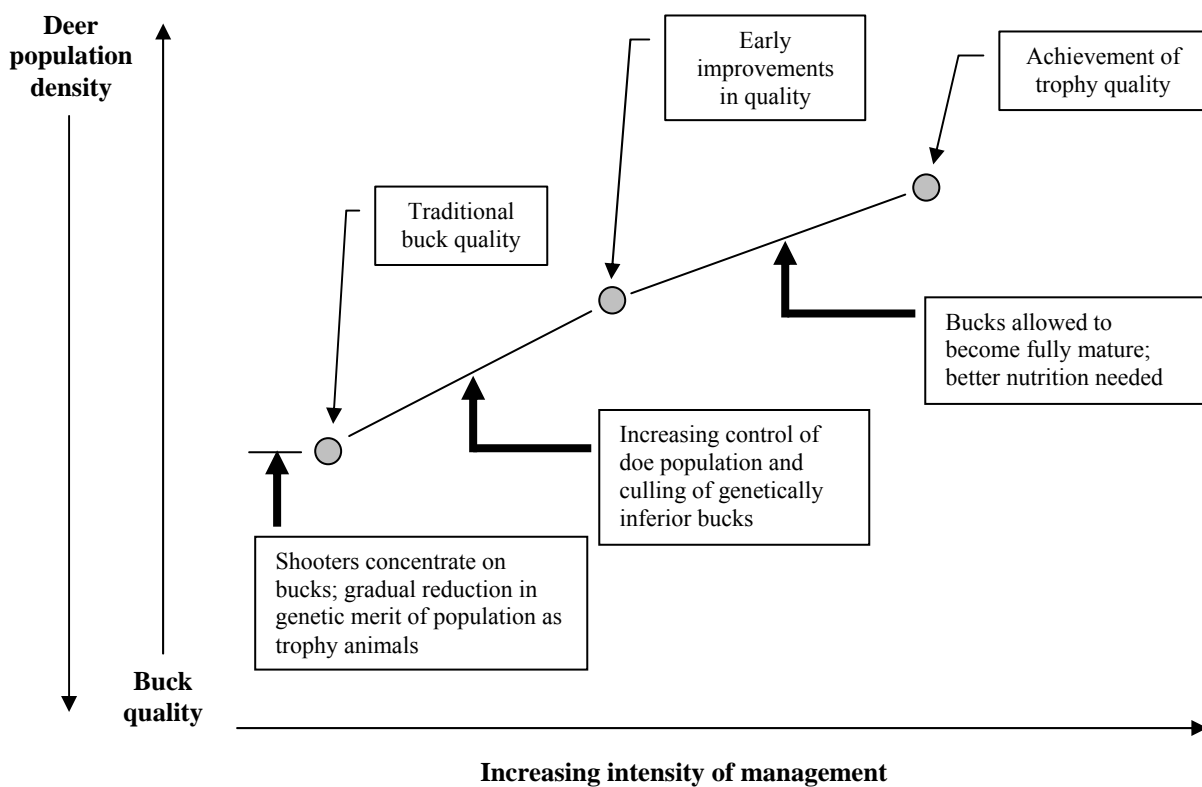 Deer
population
density
Early
improvements
in quality
Achievement of
trophy quality
Traditional
buck quality
Bucks allowed to
become fully mature;
better nutrition needed
Increasing control of
doe population and
culling of genetically
inferior bucks
Shooters concentrate on
bucks; gradual reduction in
genetic merit of population as
trophy animals
Buck
quality
Increasing intensity of management